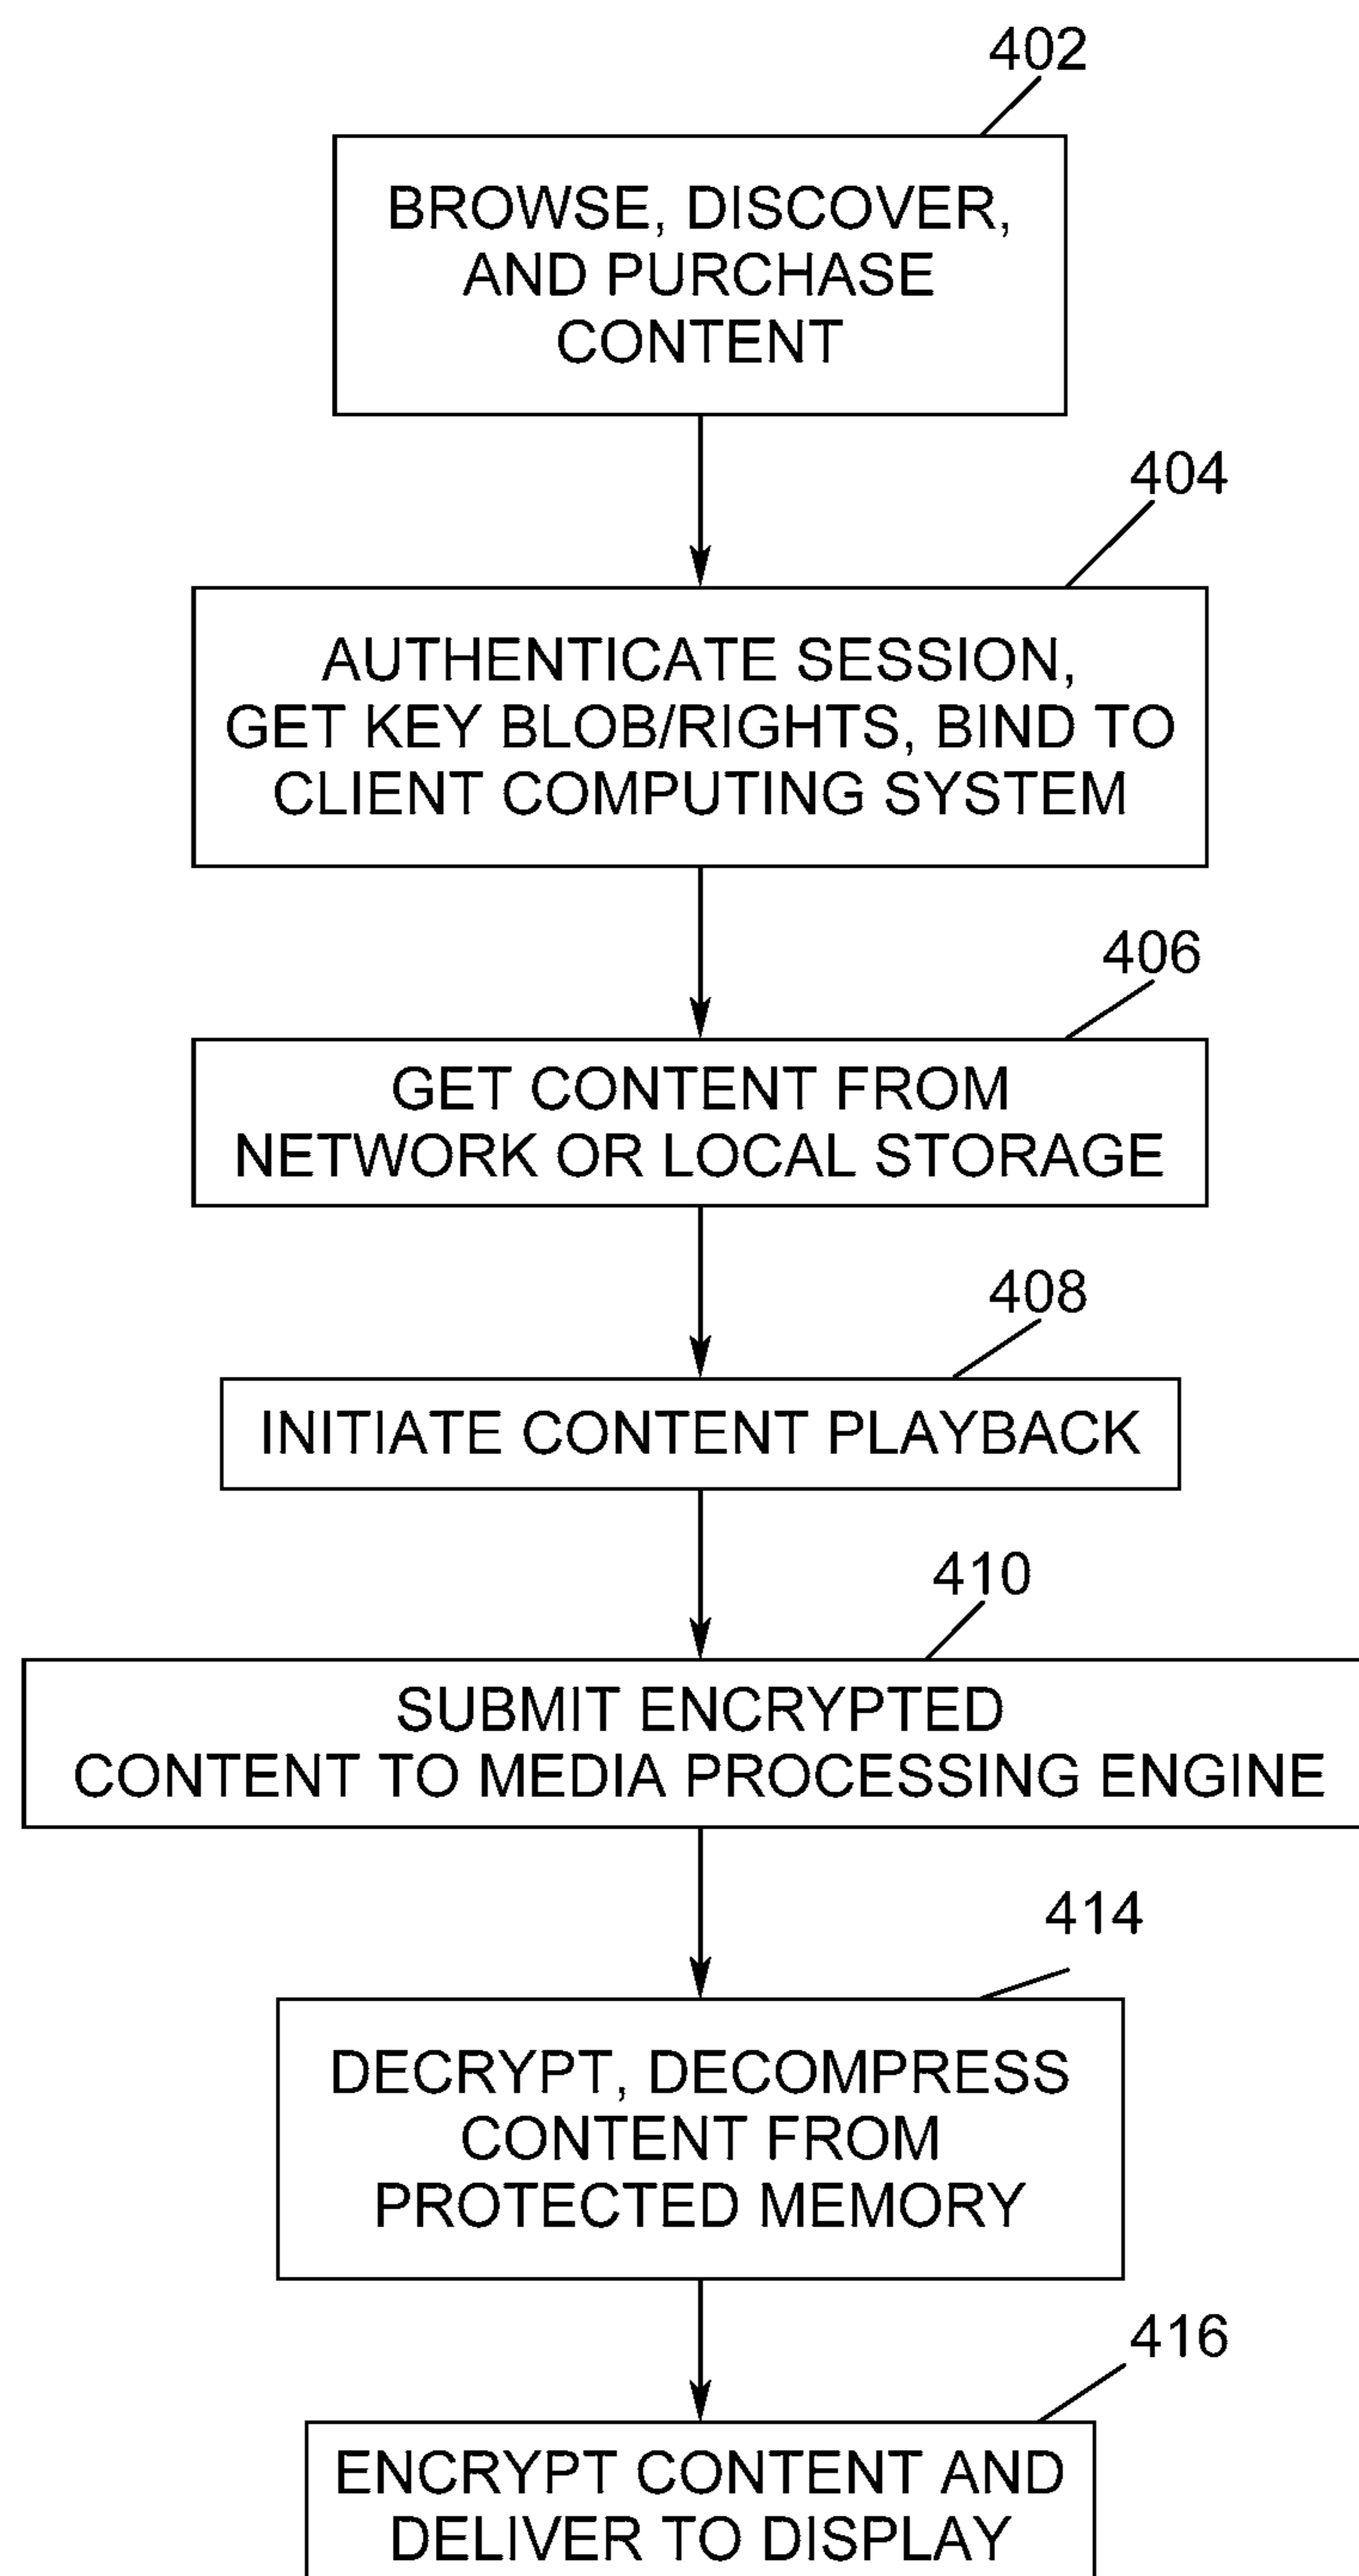 402
BROWSE, DISCOVER,
AND PURCHASE
CONTENT
404
AUTHENTICATE SESSION,
GET KEY BLOB/RIGHTS, BIND TO
CLIENT COMPUTING SYSTEM
406
GET CONTENT FROM
NETWORK OR LOCAL STORAGE
408
INITIATE CONTENT PLAYBACK
410
SUBMIT ENCRYPTED
CONTENT TO MEDIA PROCESSING ENGINE
414
DECRYPT, DECOMPRESS
CONTENT FROM
PROTECTED MEMORY
416
ENCRYPT CONTENT AND
DELIVER TO DISPLAY